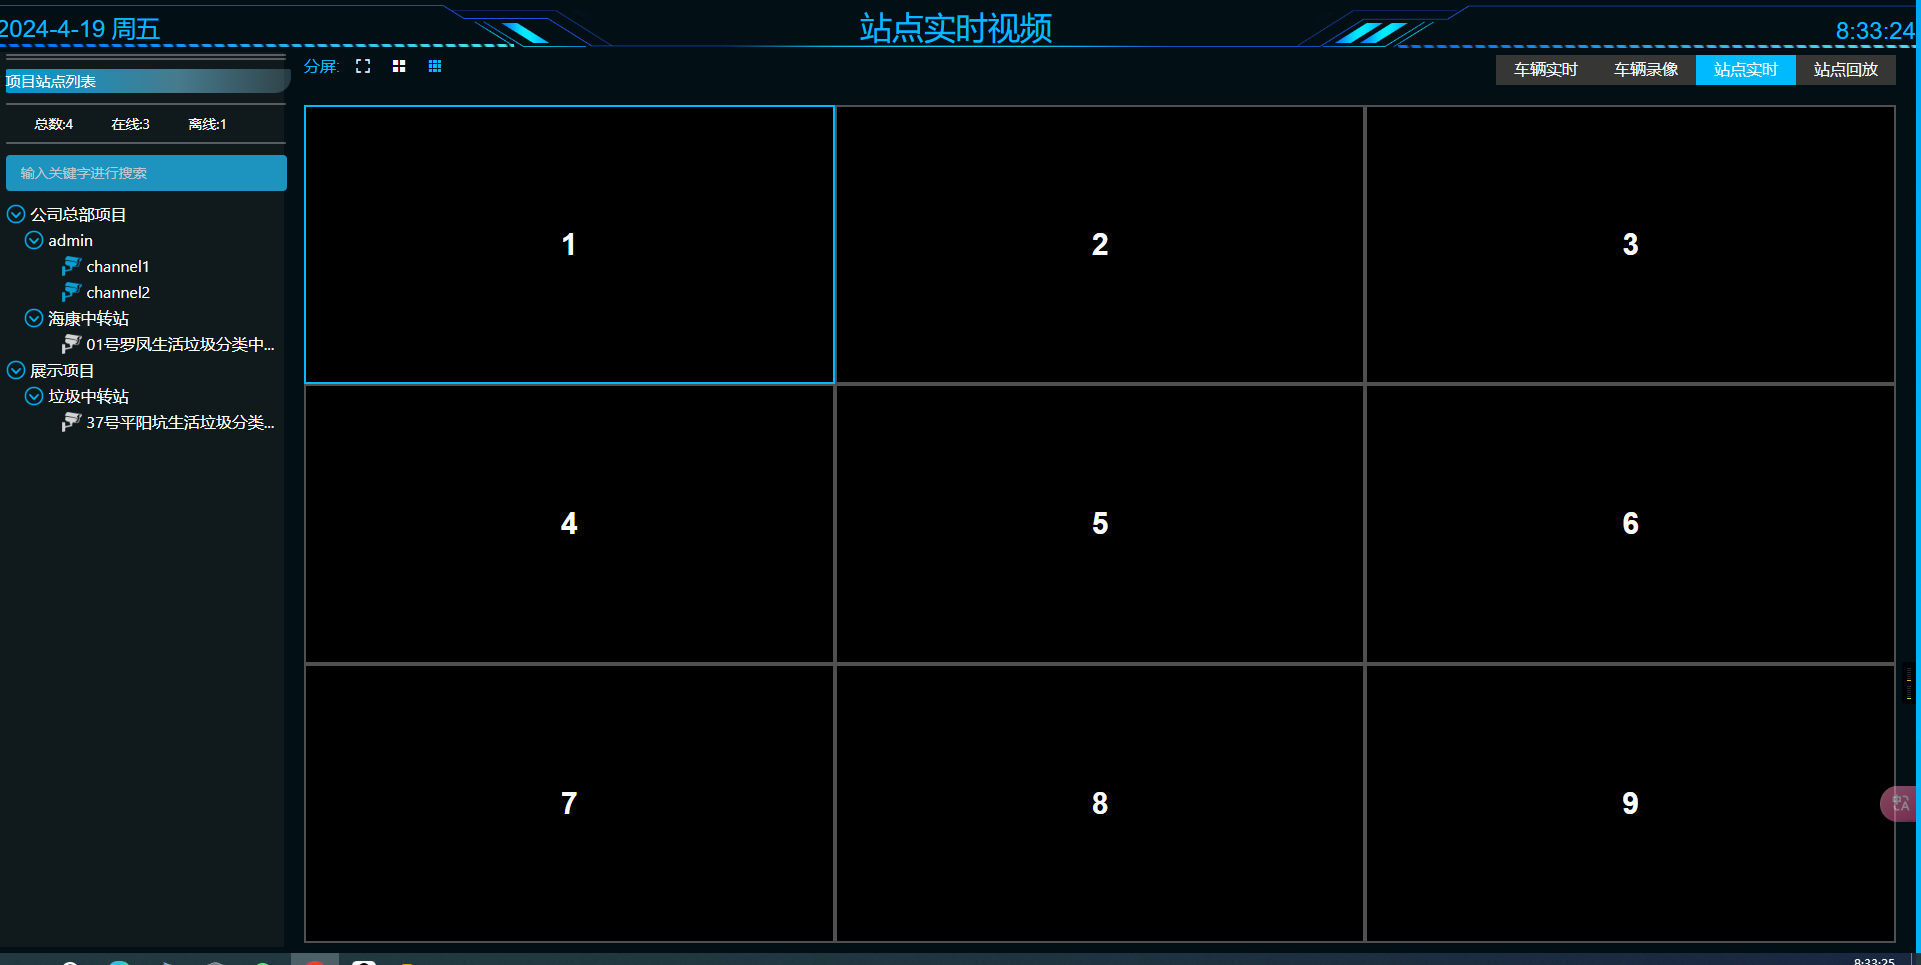 2024-4-19 周五
站点实时视频
8:33:24
项目站点列表
分屏:
车辆实时 车辆录像 站点实时 站点回放
总数:4 在线:3 离线:1
输入关键字进行搜索
公司总部项目
admin
channel1
channel2
海康中转站
01号罗凤生活垃圾分类中...
展示项目
垃圾中转站
37号平阳坑生活垃圾分类...
1 2 3
4 5 6
7 8 9
8:33:25